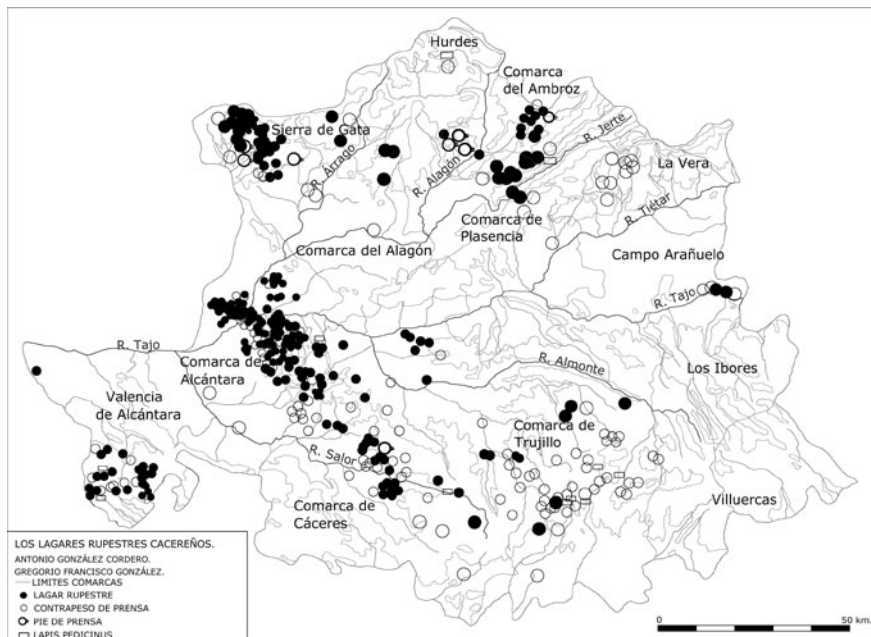 Hurdes
Comarca
del Ambroz
Sierra de Gata
R. Jerte
La Vera
R. Árrago
R. Alagón
R. Tiétar
Comarca de
Plasencia
Comarca del Alagón
Campo Arañuelo
R. Tajo
R. Tajo
Comarca de
Alcántara
R. Almonte
Los Ibores
Valencia
de Alcántara
Comarca de
Trujillo
R. Salor
Villuercas
Comarca de
Cáceres
LOS LAGARES RUPESTRES CACEREÑOS.
ANTONIO GONZÁLEZ CORDERO.
GREGORIO FRANCISCO GONZÁLEZ.
LIMITES COMARCAS
LAGAR RUPESTRE
CONTRAPESO DE PRENSA
PIE DE PRENSA
LAPIS PEDICINUS
0 50 km.